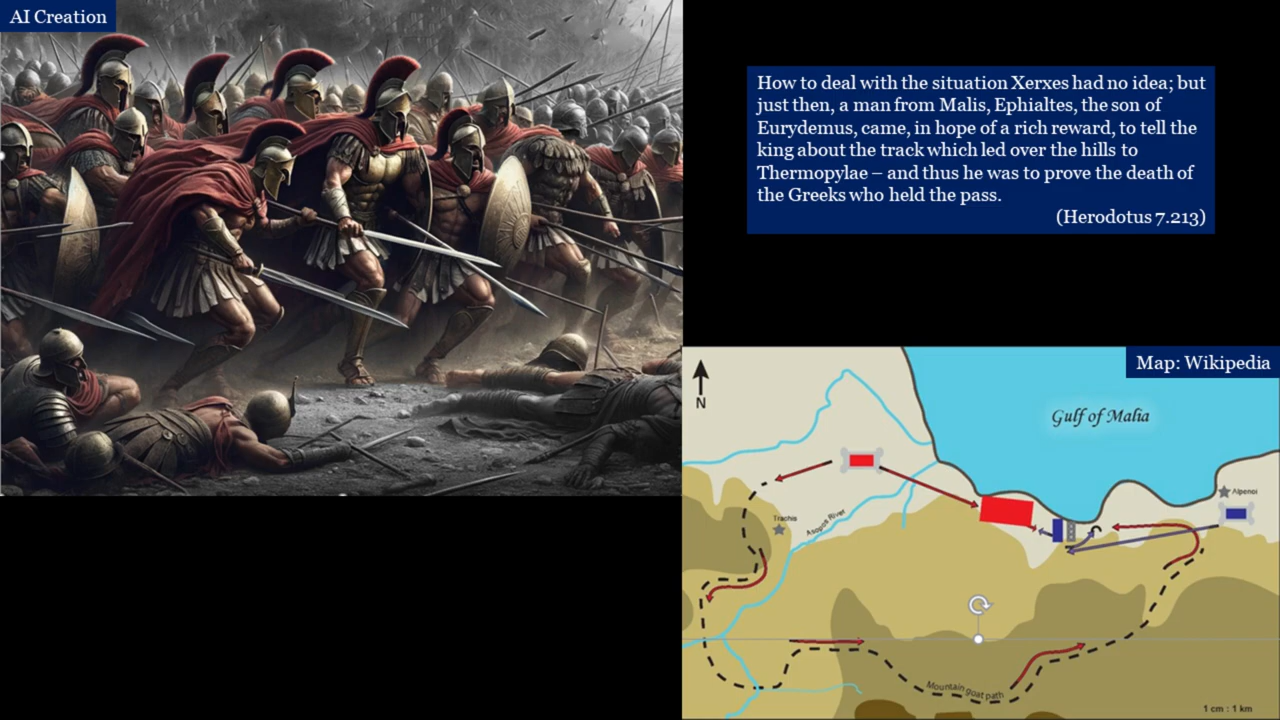 AI Creation
How to deal with the situation Xerxes had no idea; but
just then, a man from Malis, Ephialtes, the son of
Eurydemus, came, in hope of a rich reward, to tell the
king about the track which led over the hills to
Thermopylae – and thus he was to prove the death of
the Greeks who held the pass.
(Herodotus 7.213)
Map: Wikipedia
N
Gulf of Malia
Alpenoi
Trachis
Asopos River
Mountain goat path
1 cm : 1 km